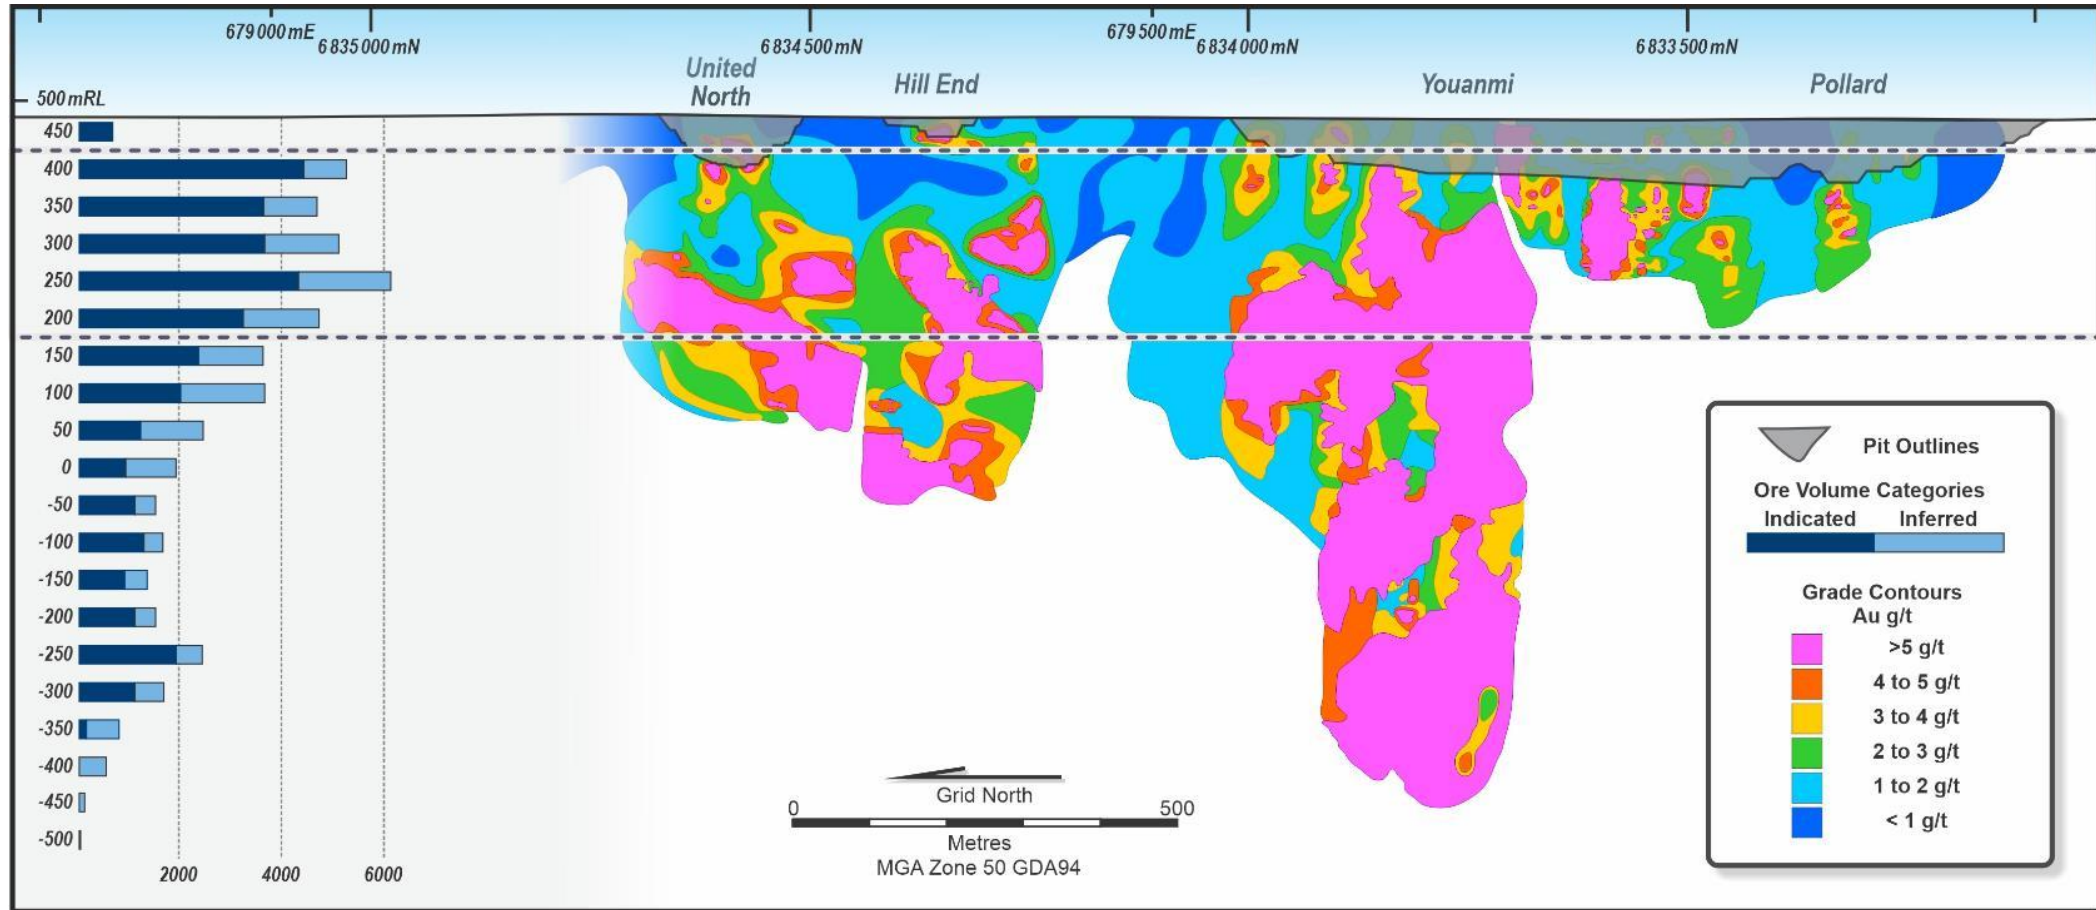 679 000 mE
6 835 000 mN
6 834 500 mN
679 500 mE
6 834 000 mN
6 833 500 mN
United
North
Hill End
Youanmi
Pollard
500 mRL
450
400
350
300
250
200
150
100
50
0
-50
-100
-150
-200
-250
-300
-350
-400
-450
-500
2000
4000
6000
Grid North
0
500
Metres
MGA Zone 50 GDA94
Pit Outlines
Ore Volume Categories
Indicated
Inferred
Grade Contours
Au g/t
>5 g/t
4 to 5 g/t
3 to 4 g/t
2 to 3 g/t
1 to 2 g/t
< 1 g/t